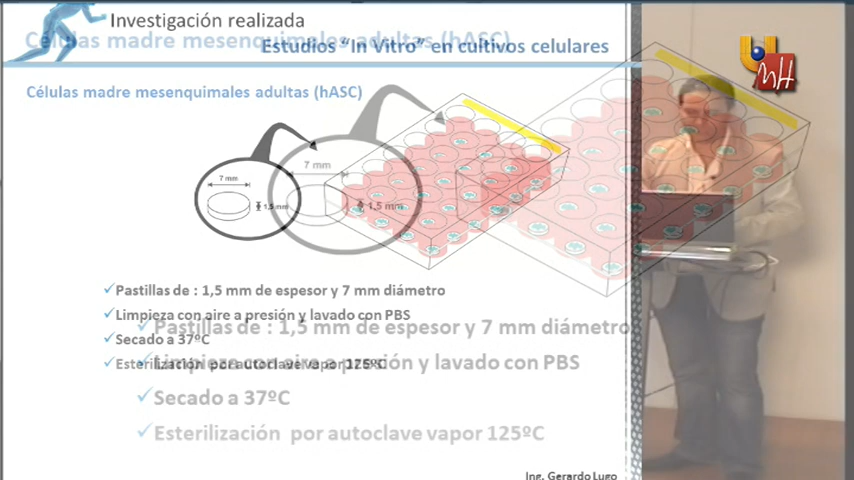 Investigación realizada
Células madre mesenquimales adultas (hASC)
Estudios "In Vitro" en cultivos celulares
Células madre mesenquimales adultas (hASC)
7 mm
7 mm
1,5 mm
1,5 mm
Pastillas de : 1,5 mm de espesor y 7 mm diámetro
Limpieza con aire a presión y lavado con PBS
Secado a 37ºC
Esterilización por autoclave vapor 125ºC
Pastillas de : 1,5 mm de espesor y 7 mm diámetro
Limpieza con aire a presión y lavado con PBS
Secado a 37ºC
Esterilización por autoclave vapor 125ºC
Ing. Gerardo Lugo
UMH